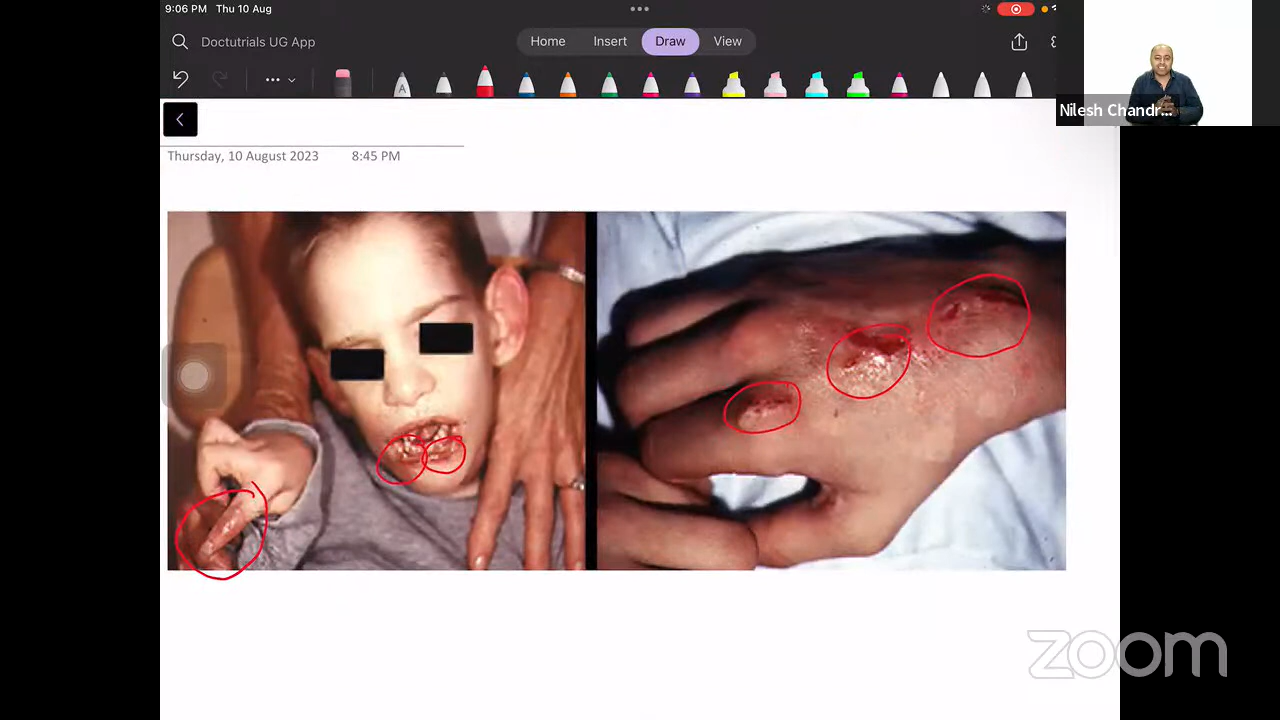 9:06 PM Thu 10 Aug
Doctutrials UG App
Home Insert Draw View
A
Nilesh Chandr...
Thursday, 10 August 2023 8:45 PM
zoom